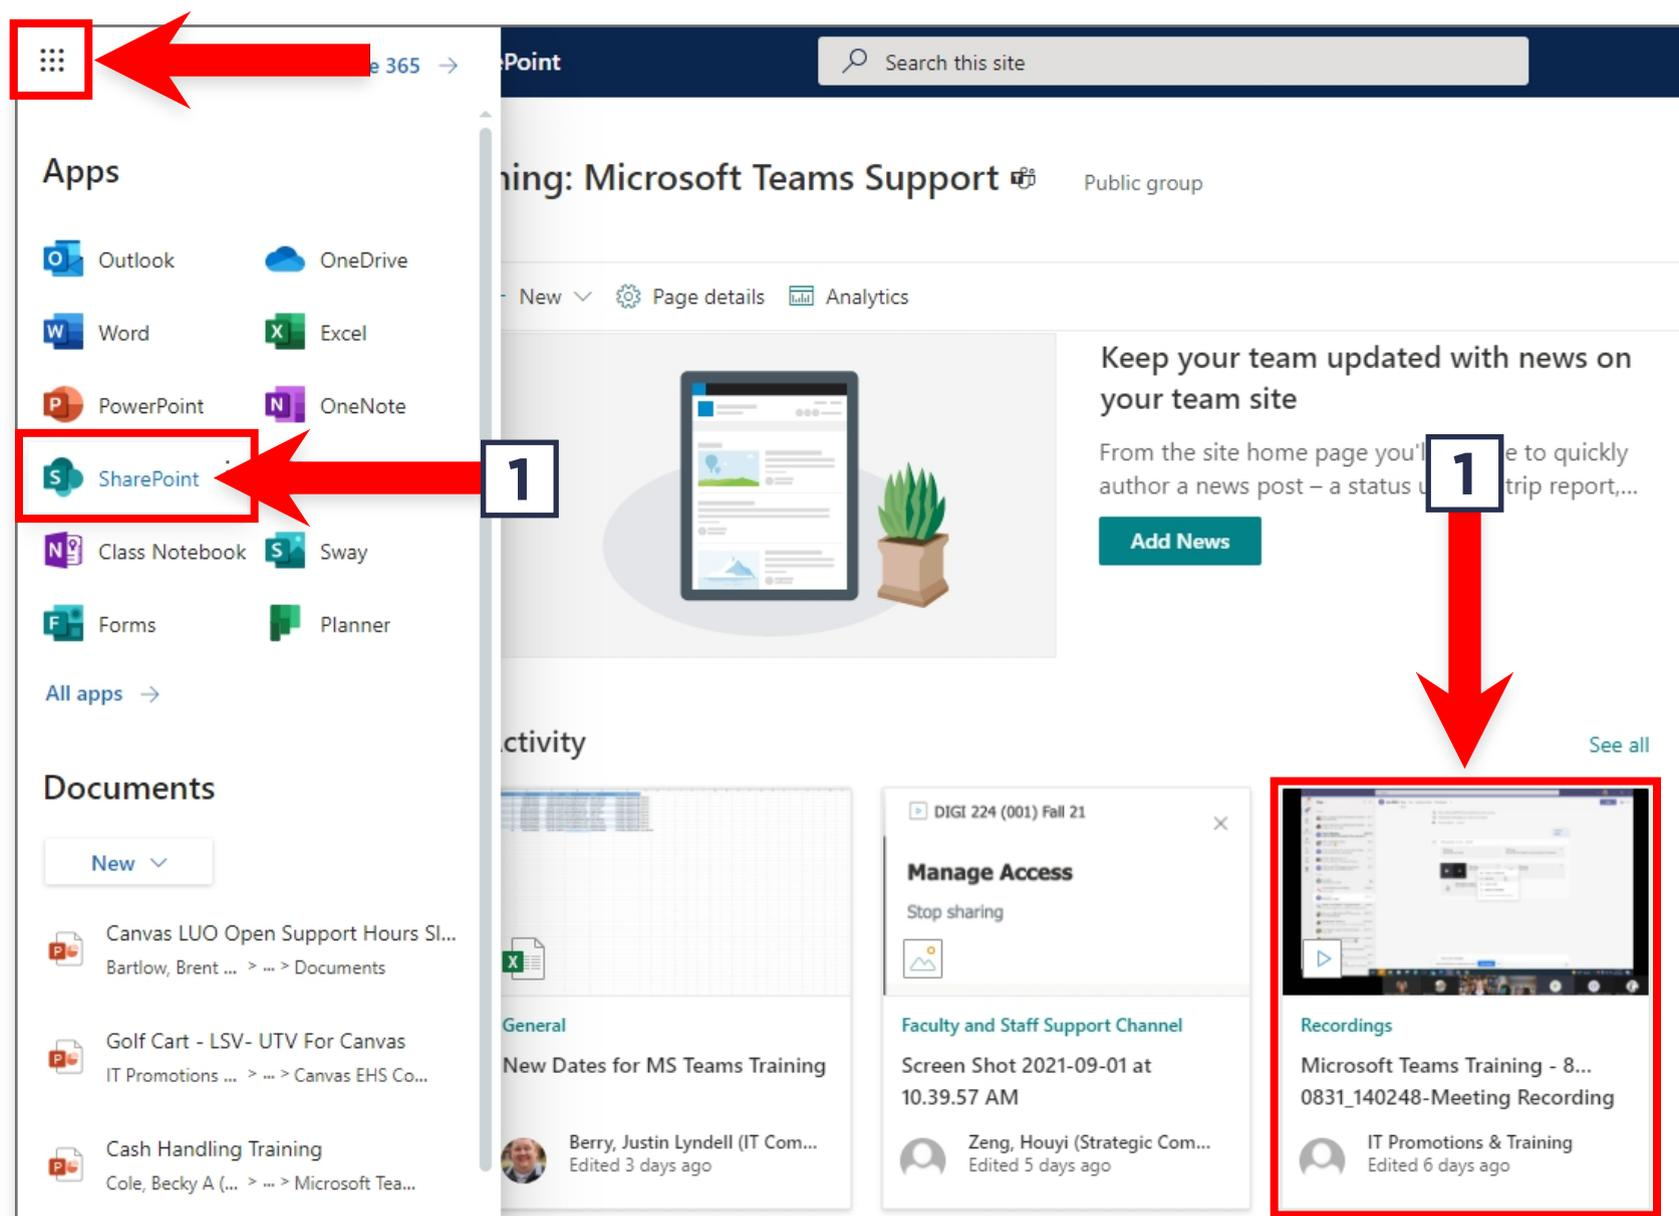 e 365
ePoint
Search this site
Apps
ning: Microsoft Teams Support
Public group
Outlook
OneDrive
New
Page details
Analytics
Word
Excel
Keep your team updated with news on
your team site
PowerPoint
OneNote
From the site home page you'l e to quickly
author a news post – a status u trip report,...
1
SharePoint
1
Add News
Class Notebook
Sway
Forms
Planner
All apps
ctivity
See all
Documents
New
Canvas LUO Open Support Hours Sl...
Bartlow, Brent ... > ... > Documents
Golf Cart - LSV- UTV For Canvas
IT Promotions ... > ... > Canvas EHS Co...
Cash Handling Training
Cole, Becky A (... > ... > Microsoft Tea...
General
New Dates for MS Teams Training
Berry, Justin Lyndell (IT Com...
Edited 3 days ago
DIGI 224 (001) Fall 21
Manage Access
Stop sharing
Faculty and Staff Support Channel
Screen Shot 2021-09-01 at
10.39.57 AM
Zeng, Houyi (Strategic Com...
Edited 5 days ago
Recordings
Microsoft Teams Training - 8...
0831_140248-Meeting Recording
IT Promotions & Training
Edited 6 days ago